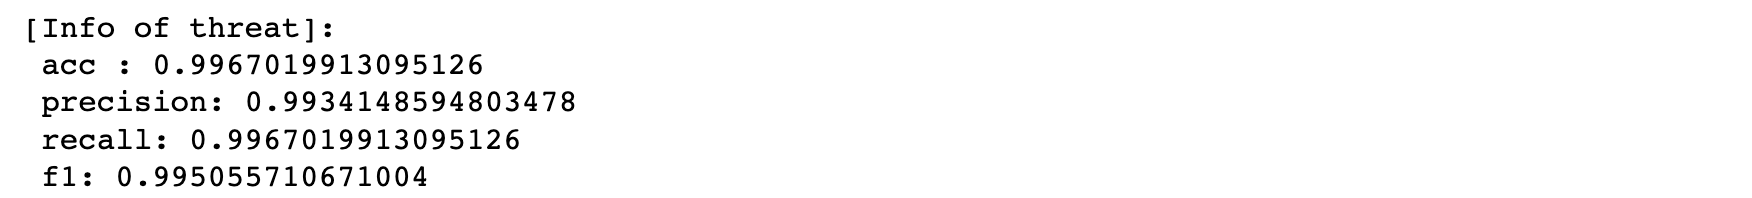 [Info of threat]:
acc : 0.9967019913095126
precision: 0.9934148594803478
recall: 0.9967019913095126
f1: 0.995055710671004